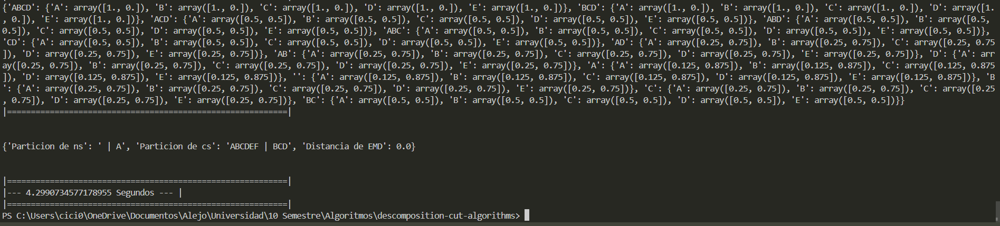 {'ABCD': {'A': array([1., 0.]), 'B': array([1., 0.]), 'C': array([1., 0.]), 'D': array([1., 0.]), 'E': array([1., 0.])}, 'BCD': {'A': array([1., 0.]), 'B': array([1., 0.]), 'C': array([1., 0.]), 'D': array([1.
, 0.]), 'E': array([1., 0.])}, 'ACD': {'A': array([0.5, 0.5]), 'B': array([0.5, 0.5]), 'C': array([0.5, 0.5]), 'D': array([0.5, 0.5]), 'E': array([0.5, 0.5])}, 'ABD': {'A': array([0.5, 0.5]), 'B': array([0.5,
0.5]), 'C': array([0.5, 0.5]), 'D': array([0.5, 0.5]), 'E': array([0.5, 0.5])}, 'ABC': {'A': array([0.5, 0.5]), 'B': array([0.5, 0.5]), 'C': array([0.5, 0.5]), 'D': array([0.5, 0.5]), 'E': array([0.5, 0.5])},
'CD': {'A': array([0.5, 0.5]), 'B': array([0.5, 0.5]), 'C': array([0.5, 0.5]), 'D': array([0.5, 0.5]), 'E': array([0.5, 0.5])}, 'AD': {'A': array([0.25, 0.75]), 'B': array([0.25, 0.75]), 'C': array([0.25, 0.75
]), 'D': array([0.25, 0.75]), 'E': array([0.25, 0.75])}, 'AB': {'A': array([0.25, 0.75]), 'B': array([0.25, 0.75]), 'C': array([0.25, 0.75]), 'D': array([0.25, 0.75]), 'E': array([0.25, 0.75])}, 'D': {'A': arr
ay([0.25, 0.75]), 'B': array([0.25, 0.75]), 'C': array([0.25, 0.75]), 'D': array([0.25, 0.75]), 'E': array([0.25, 0.75])}, 'A': {'A': array([0.125, 0.875]), 'B': array([0.125, 0.875]), 'C': array([0.125, 0.875
]), 'D': array([0.125, 0.875]), 'E': array([0.125, 0.875])}, '': {'A': array([0.125, 0.875]), 'B': array([0.125, 0.875]), 'C': array([0.125, 0.875]), 'D': array([0.125, 0.875]), 'E': array([0.125, 0.875])}, 'B
': {'A': array([0.25, 0.75]), 'B': array([0.25, 0.75]), 'C': array([0.25, 0.75]), 'D': array([0.25, 0.75]), 'E': array([0.25, 0.75])}, 'C': {'A': array([0.25, 0.75]), 'B': array([0.25, 0.75]), 'C': array([0.25
, 0.75]), 'D': array([0.25, 0.75]), 'E': array([0.25, 0.75])}, 'BC': {'A': array([0.5, 0.5]), 'B': array([0.5, 0.5]), 'C': array([0.5, 0.5]), 'D': array([0.5, 0.5]), 'E': array([0.5, 0.5])}}
|===========================================================|
{'Particion de ns': ' | A', 'Particion de cs': 'ABCDEF | BCD', 'Distancia de EMD': 0.0}
|===========================================================|
|--- 4.2990734577178955 Segundos --- |
|===========================================================|
PS C:\Users\cici0\OneDrive\Documentos\Alejo\Universidad\10 Semestre\Algoritmos\descomposition-cut-algorithms>